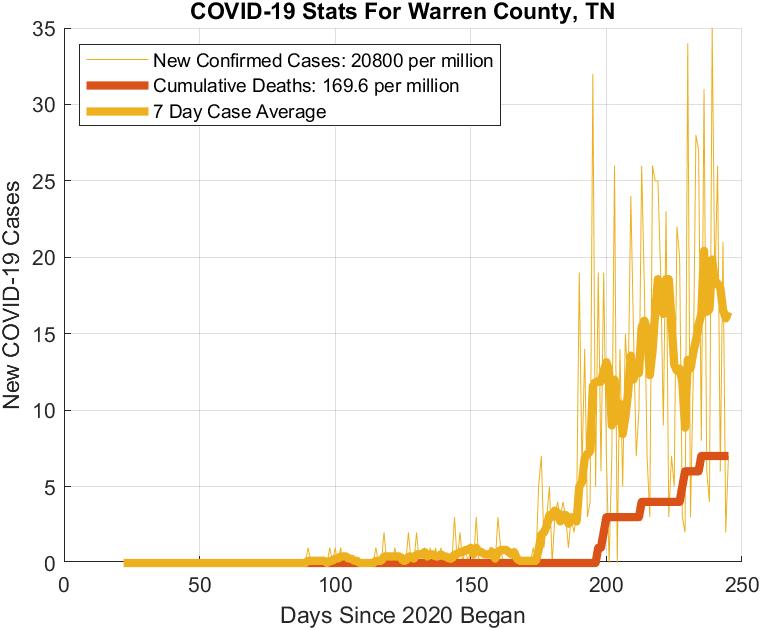 COVID-19 Stats For Warren County, TN
New Confirmed Cases: 20800 per million
Cumulative Deaths: 169.6 per million
7 Day Case Average
New COVID-19 Cases
35
30
25
20
15
10
5
0
0 50 100 150 200 250
Days Since 2020 Began